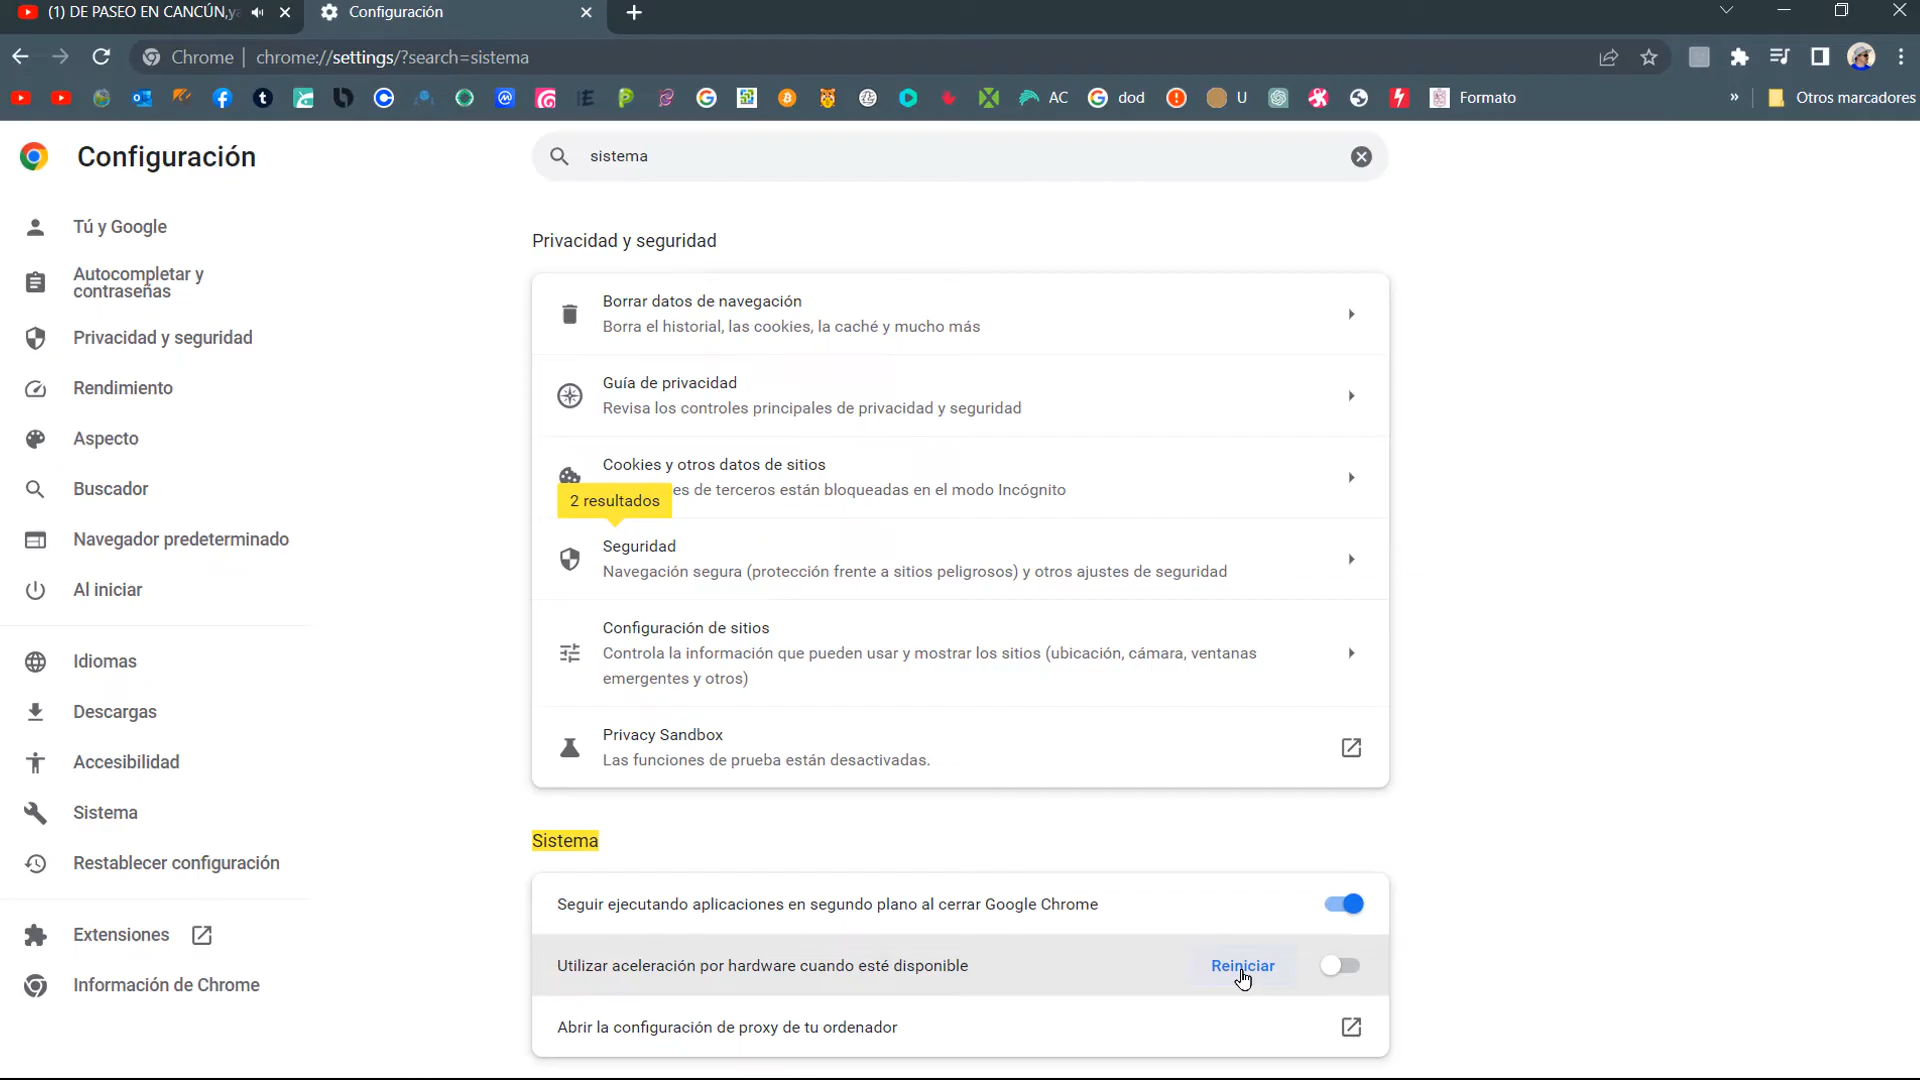 (1) DE PASEO EN CANCÚN,ya
Configuración
Chrome
chrome://settings/?search=sistema
AC
dod
U
Formato
»
Otros marcadores
Configuración
sistema
Tú y Google
Autocompletar y
contraseñas
Privacidad y seguridad
Rendimiento
Aspecto
Buscador
Navegador predeterminado
Al iniciar
Idiomas
Descargas
Accesibilidad
Sistema
Restablecer configuración
Extensiones
Información de Chrome
Privacidad y seguridad
Borrar datos de navegación
Borra el historial, las cookies, la caché y mucho más
Guía de privacidad
Revisa los controles principales de privacidad y seguridad
Cookies y otros datos de sitios
es de terceros están bloqueadas en el modo Incógnito
2 resultados
Seguridad
Navegación segura (protección frente a sitios peligrosos) y otros ajustes de seguridad
Configuración de sitios
Controla la información que pueden usar y mostrar los sitios (ubicación, cámara, ventanas
emergentes y otros)
Privacy Sandbox
Las funciones de prueba están desactivadas.
Sistema
Seguir ejecutando aplicaciones en segundo plano al cerrar Google Chrome
Utilizar aceleración por hardware cuando esté disponible
Reiniciar
Abrir la configuración de proxy de tu ordenador